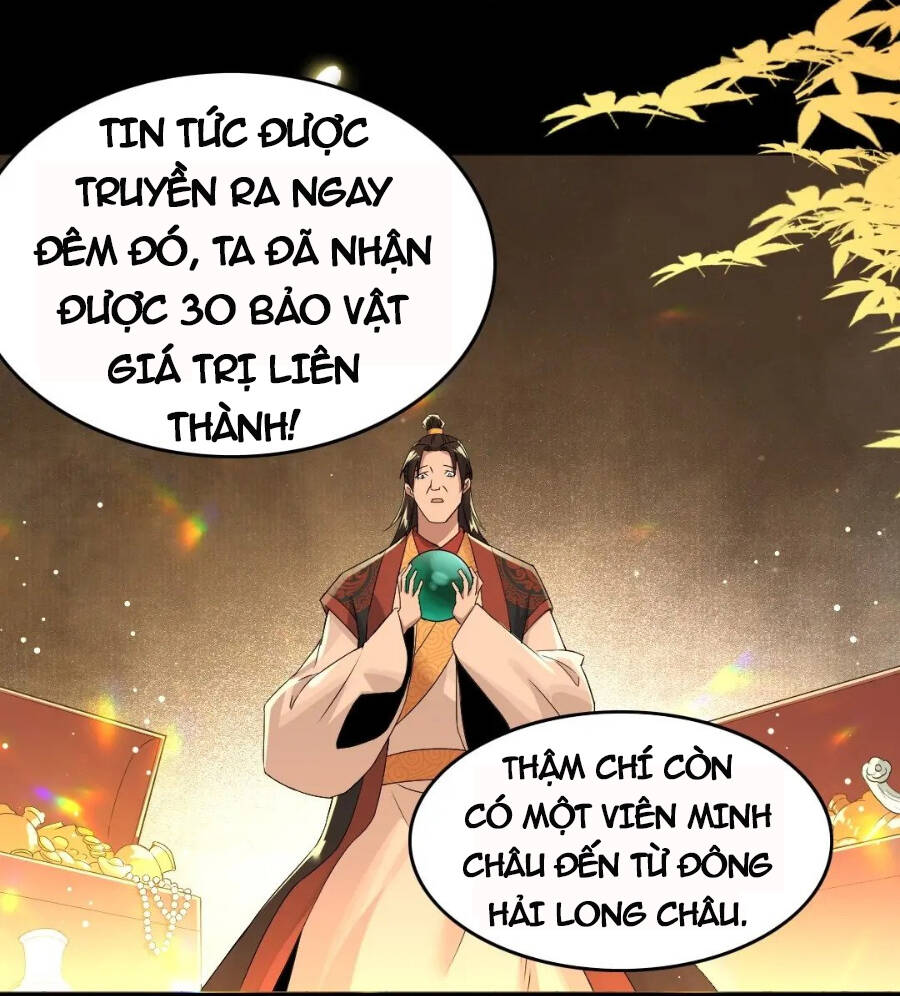 TIN TỨC ĐƯỢC
TRUYỀN RA NGAY
ĐÊM ĐÓ, TA ĐÃ NHẬN
ĐƯỢC 30 BẢO VẬT
GIÁ TRỊ LIÊN
THÀNH!
THẬM CHÍ CÒN
CÓ MỘT VIÊN MINH
CHÂU ĐẾN TỪ ĐÔNG
HẢI LONG CHÂU.